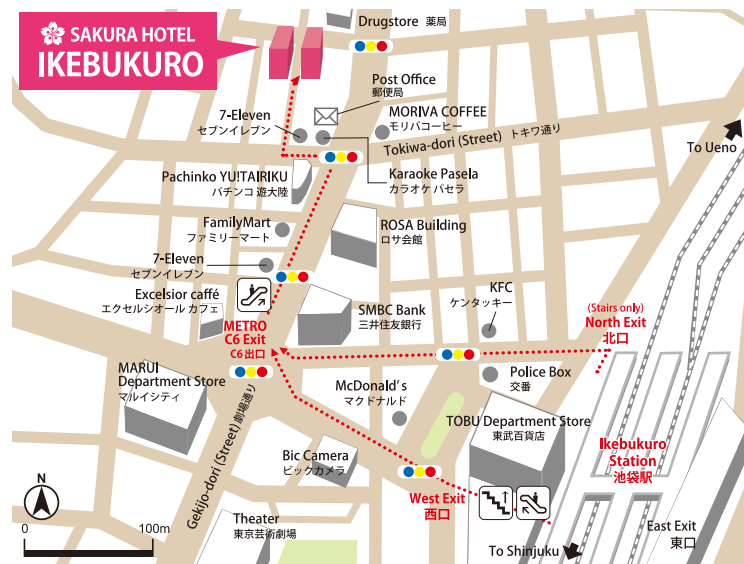 SAKURA HOTEL
IKEBUKURO
Drugstore 薬局
Post Office
郵便局
7-Eleven
セブンイレブン
MORIVA COFFEE
モリバコーヒー
Tokiwa-dori (Street) トキワ通り
To Ueno
Pachinko YU!TAIRIKU
パチンコ 遊大陸
Karaoke Pasela
カラオケ パセラ
FamilyMart
ファミリーマート
ROSA Building
ロサ会館
7-Eleven
セブンイレブン
Excelsior caffé
エクセルシオール カフェ
KFC
ケンタッキー
METRO
C6 Exit
C6 出口
SMBC Bank
三井住友銀行
(Stairs only)
North Exit
北口
MARUI
Department Store
マルイシティ
McDonald's
マクドナルド
Police Box
交番
TOBU Department Store
東武百貨店
Gekijo-dori (Street) 劇場通り
Bic Camera
ビックカメラ
Ikebukuro
Station
池袋駅
West Exit
西口
N
0 100m
Theater
東京芸術劇場
East Exit
東口
To Shinjuku